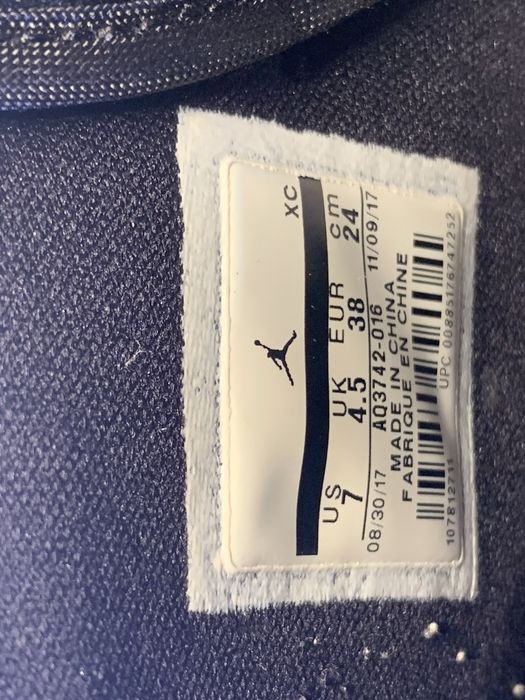 XC
US UK EUR cm
7 4.5 38 24
08/30/17 AQ3742-016 11/09/17
MADE IN CHINA
FABRIQUE EN CHINE
UPC 00885176747252